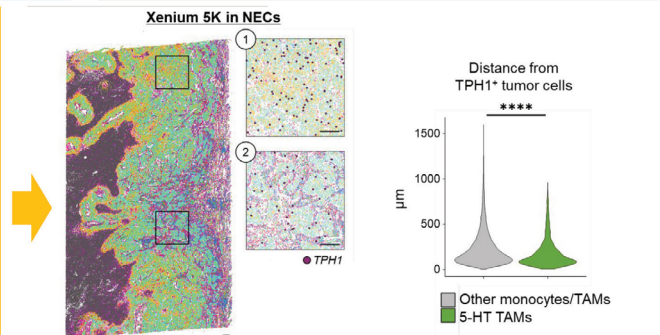 Xenium 5K in NECs
1
2
TPH1
Distance from
TPH1+ tumor cells
****
1500
1000
500
0
µm
Other monocytes/TAMs
5-HT TAMs